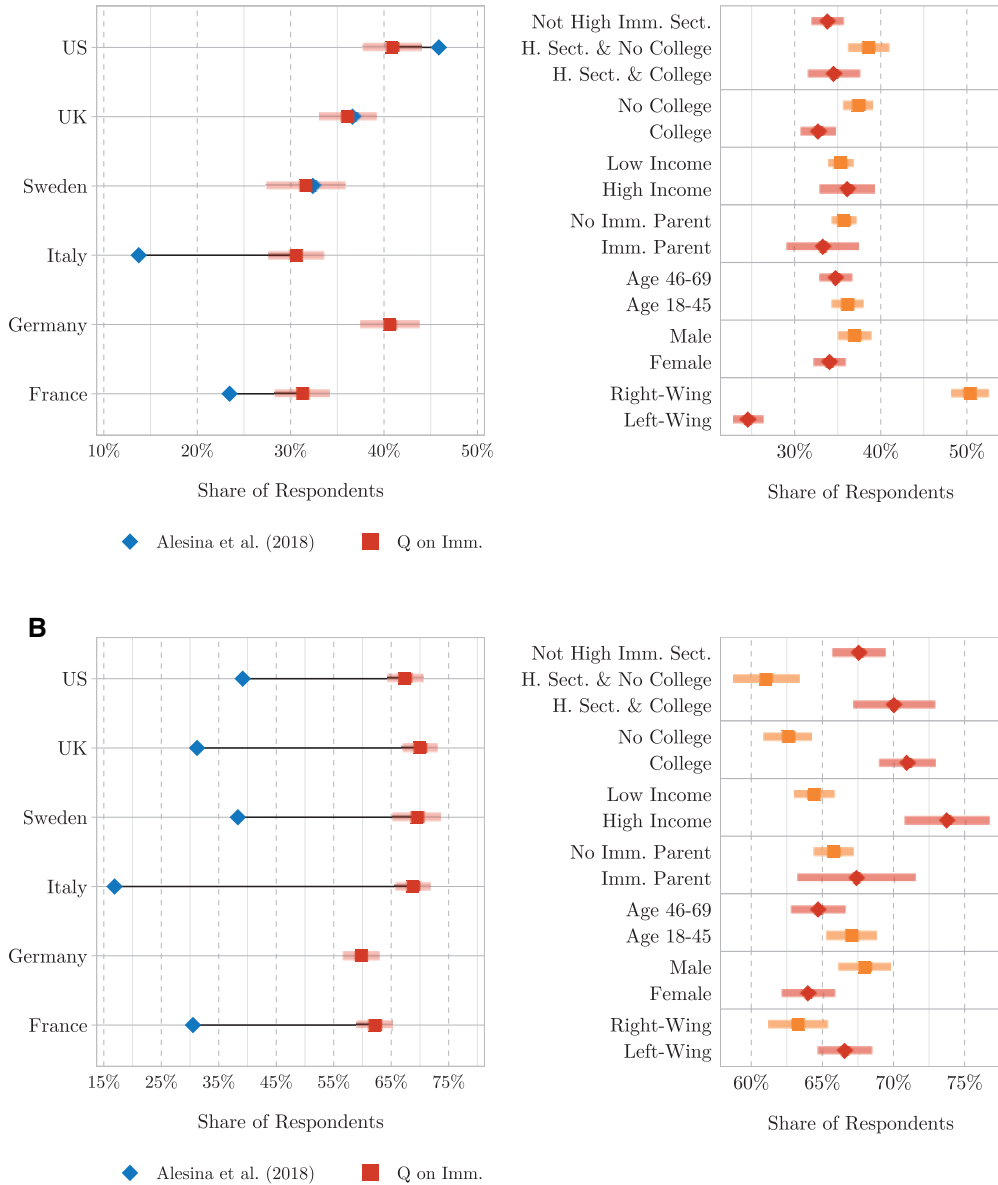 US
UK
Sweden
Italy
Germany
France
10% 20% 30% 40% 50%
Share of Respondents
Alesina et al. (2018) Q on Imm.
Not High Imm. Sect.
H. Sect. & No College
H. Sect. & College
No College
College
Low Income
High Income
No Imm. Parent
Imm. Parent
Age 46-69
Age 18-45
Male
Female
Right-Wing
Left-Wing
30% 40% 50%
Share of Respondents
B
US
UK
Sweden
Italy
Germany
France
15% 25% 35% 45% 55% 65% 75%
Share of Respondents
Alesina et al. (2018) Q on Imm.
Not High Imm. Sect.
H. Sect. & No College
H. Sect. & College
No College
College
Low Income
High Income
No Imm. Parent
Imm. Parent
Age 46-69
Age 18-45
Male
Female
Right-Wing
Left-Wing
60% 65% 70% 75%
Share of Respondents